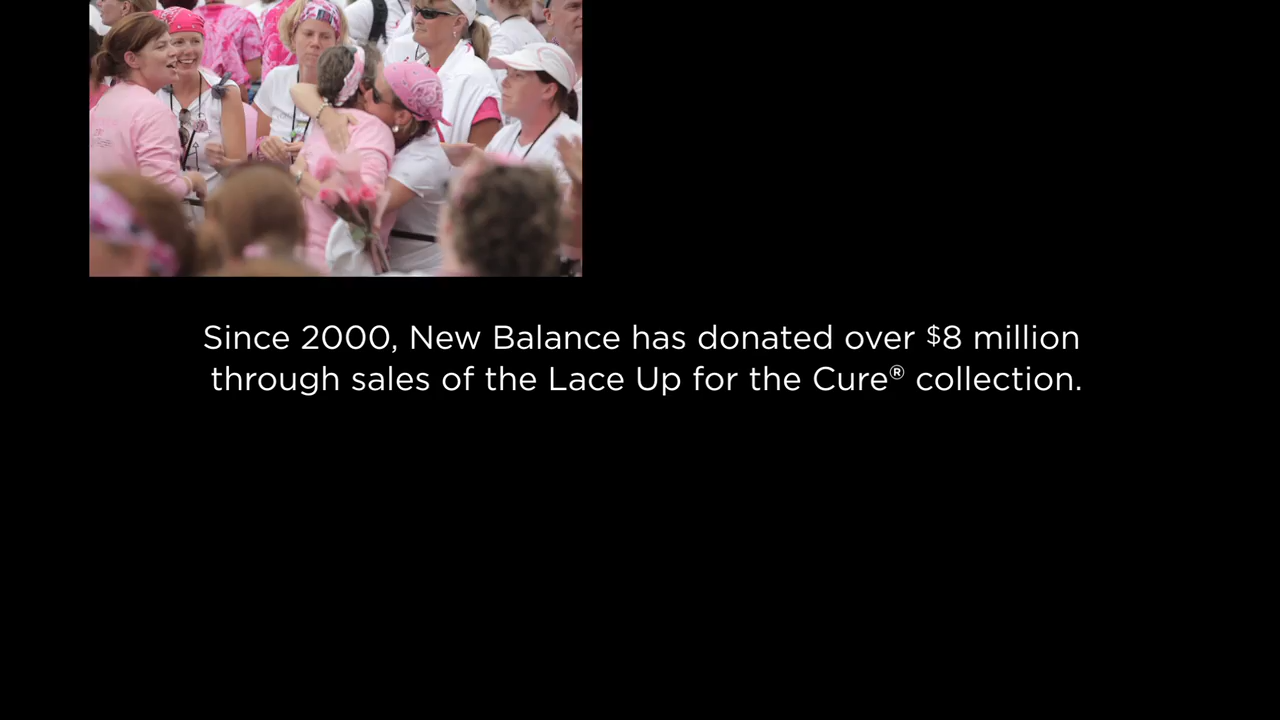 Since 2000, New Balance has donated over $8 million
through sales of the Lace Up for the Cure® collection.